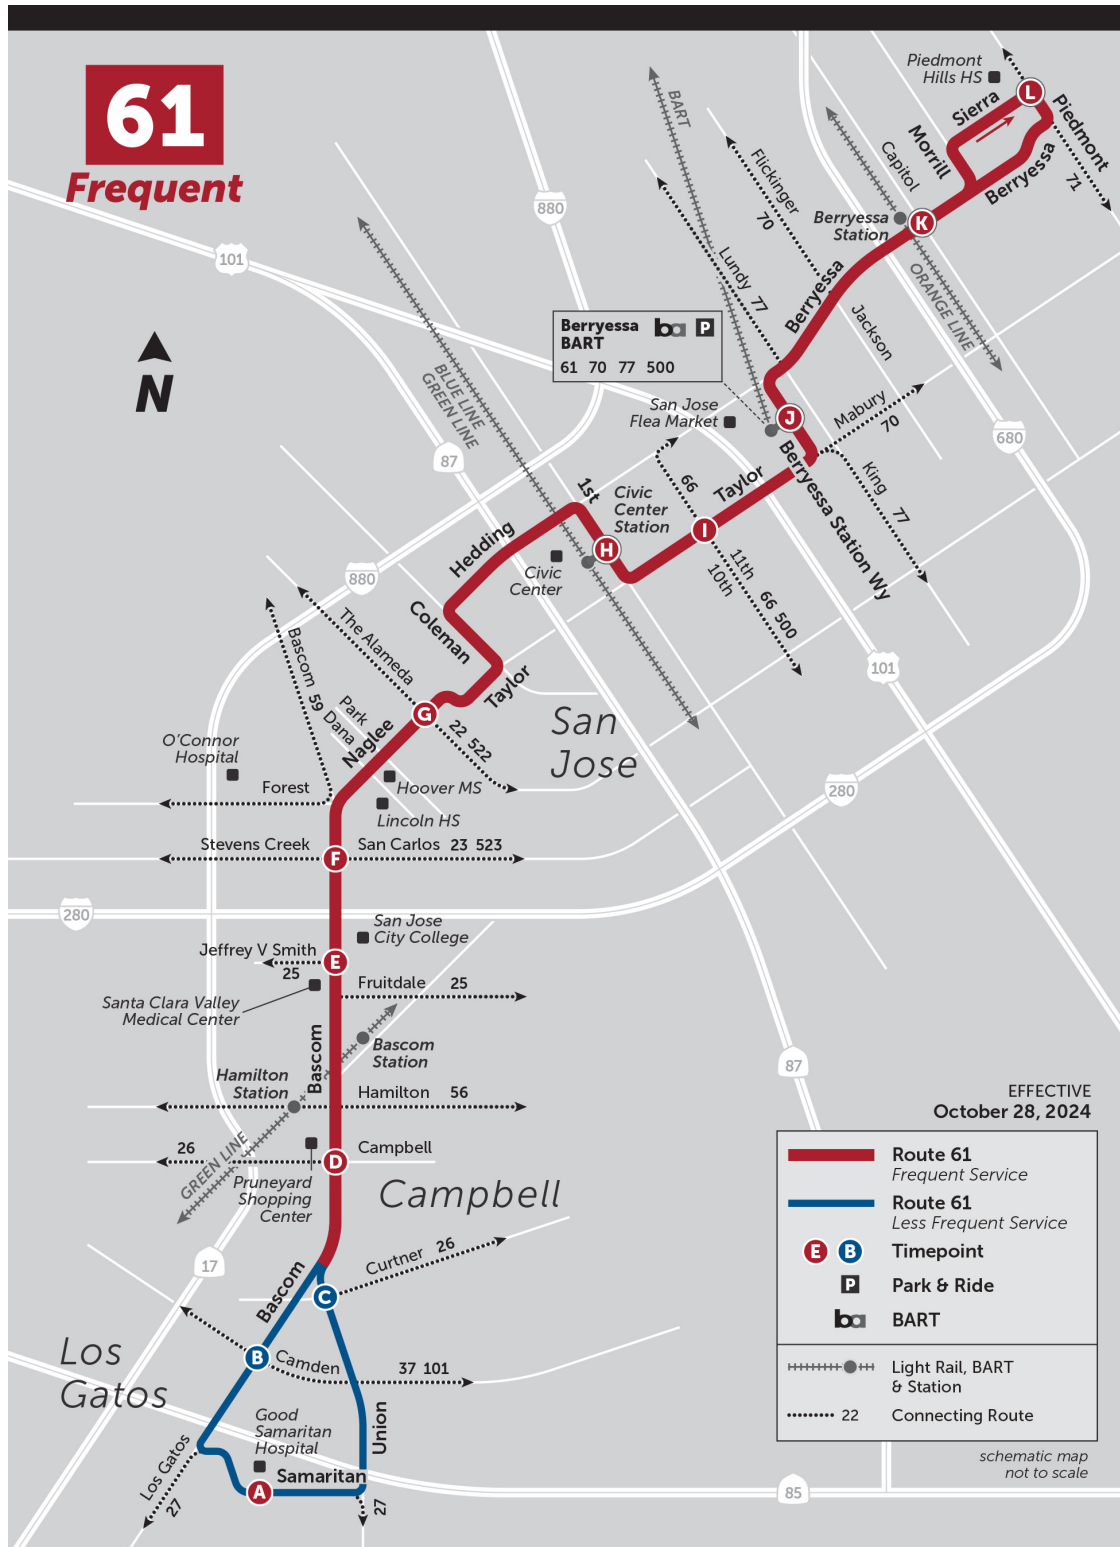 61
Frequent
Piedmont
Hills HS
L
Sierra
Piedmont
Morrill
Berryessa
71
Capitol
Berryessa
Station
K
ORANGE LINE
BART
Flickinger
70
Lundy 77
Berryessa
Jackson
880
101
N
Berryessa
BART
ba P
61 70 77 500
BLUE LINE
GREEN LINE
San Jose
Flea Market
J
Mabury
70
680
87
Berryessa Station Wy
King
77
66
Taylor
1st
Civic
Center
Station
I
Hedding
H
Civic
Center
11th
10th
66 500
880
Coleman
The Alameda
Bascom 59
101
Taylor
Park
Dana
G
22 522
Naglee
San
Jose
O'Connor
Hospital
Hoover MS
Forest
Lincoln HS
280
Stevens Creek
F
San Carlos 23 523
280
San Jose
City College
Jeffrey V Smith
E
25
Fruitdale 25
Santa Clara Valley
Medical Center
Bascom
Bascom
Station
87
Hamilton
Station
Hamilton 56
26
Campbell
D
GREEN LINE
Pruneyard
Shopping
Center
Campbell
17
Curtner 26
Bascom
C
B
Camden
37 101
Los
Gatos
Good
Samaritan
Hospital
Union
Los Gatos
27
Samaritan
A
27
85
EFFECTIVE
October 28, 2024
Route 61
Frequent Service
Route 61
Less Frequent Service
E B Timepoint
P Park & Ride
ba BART
Light Rail, BART
& Station
22 Connecting Route
schematic map
not to scale